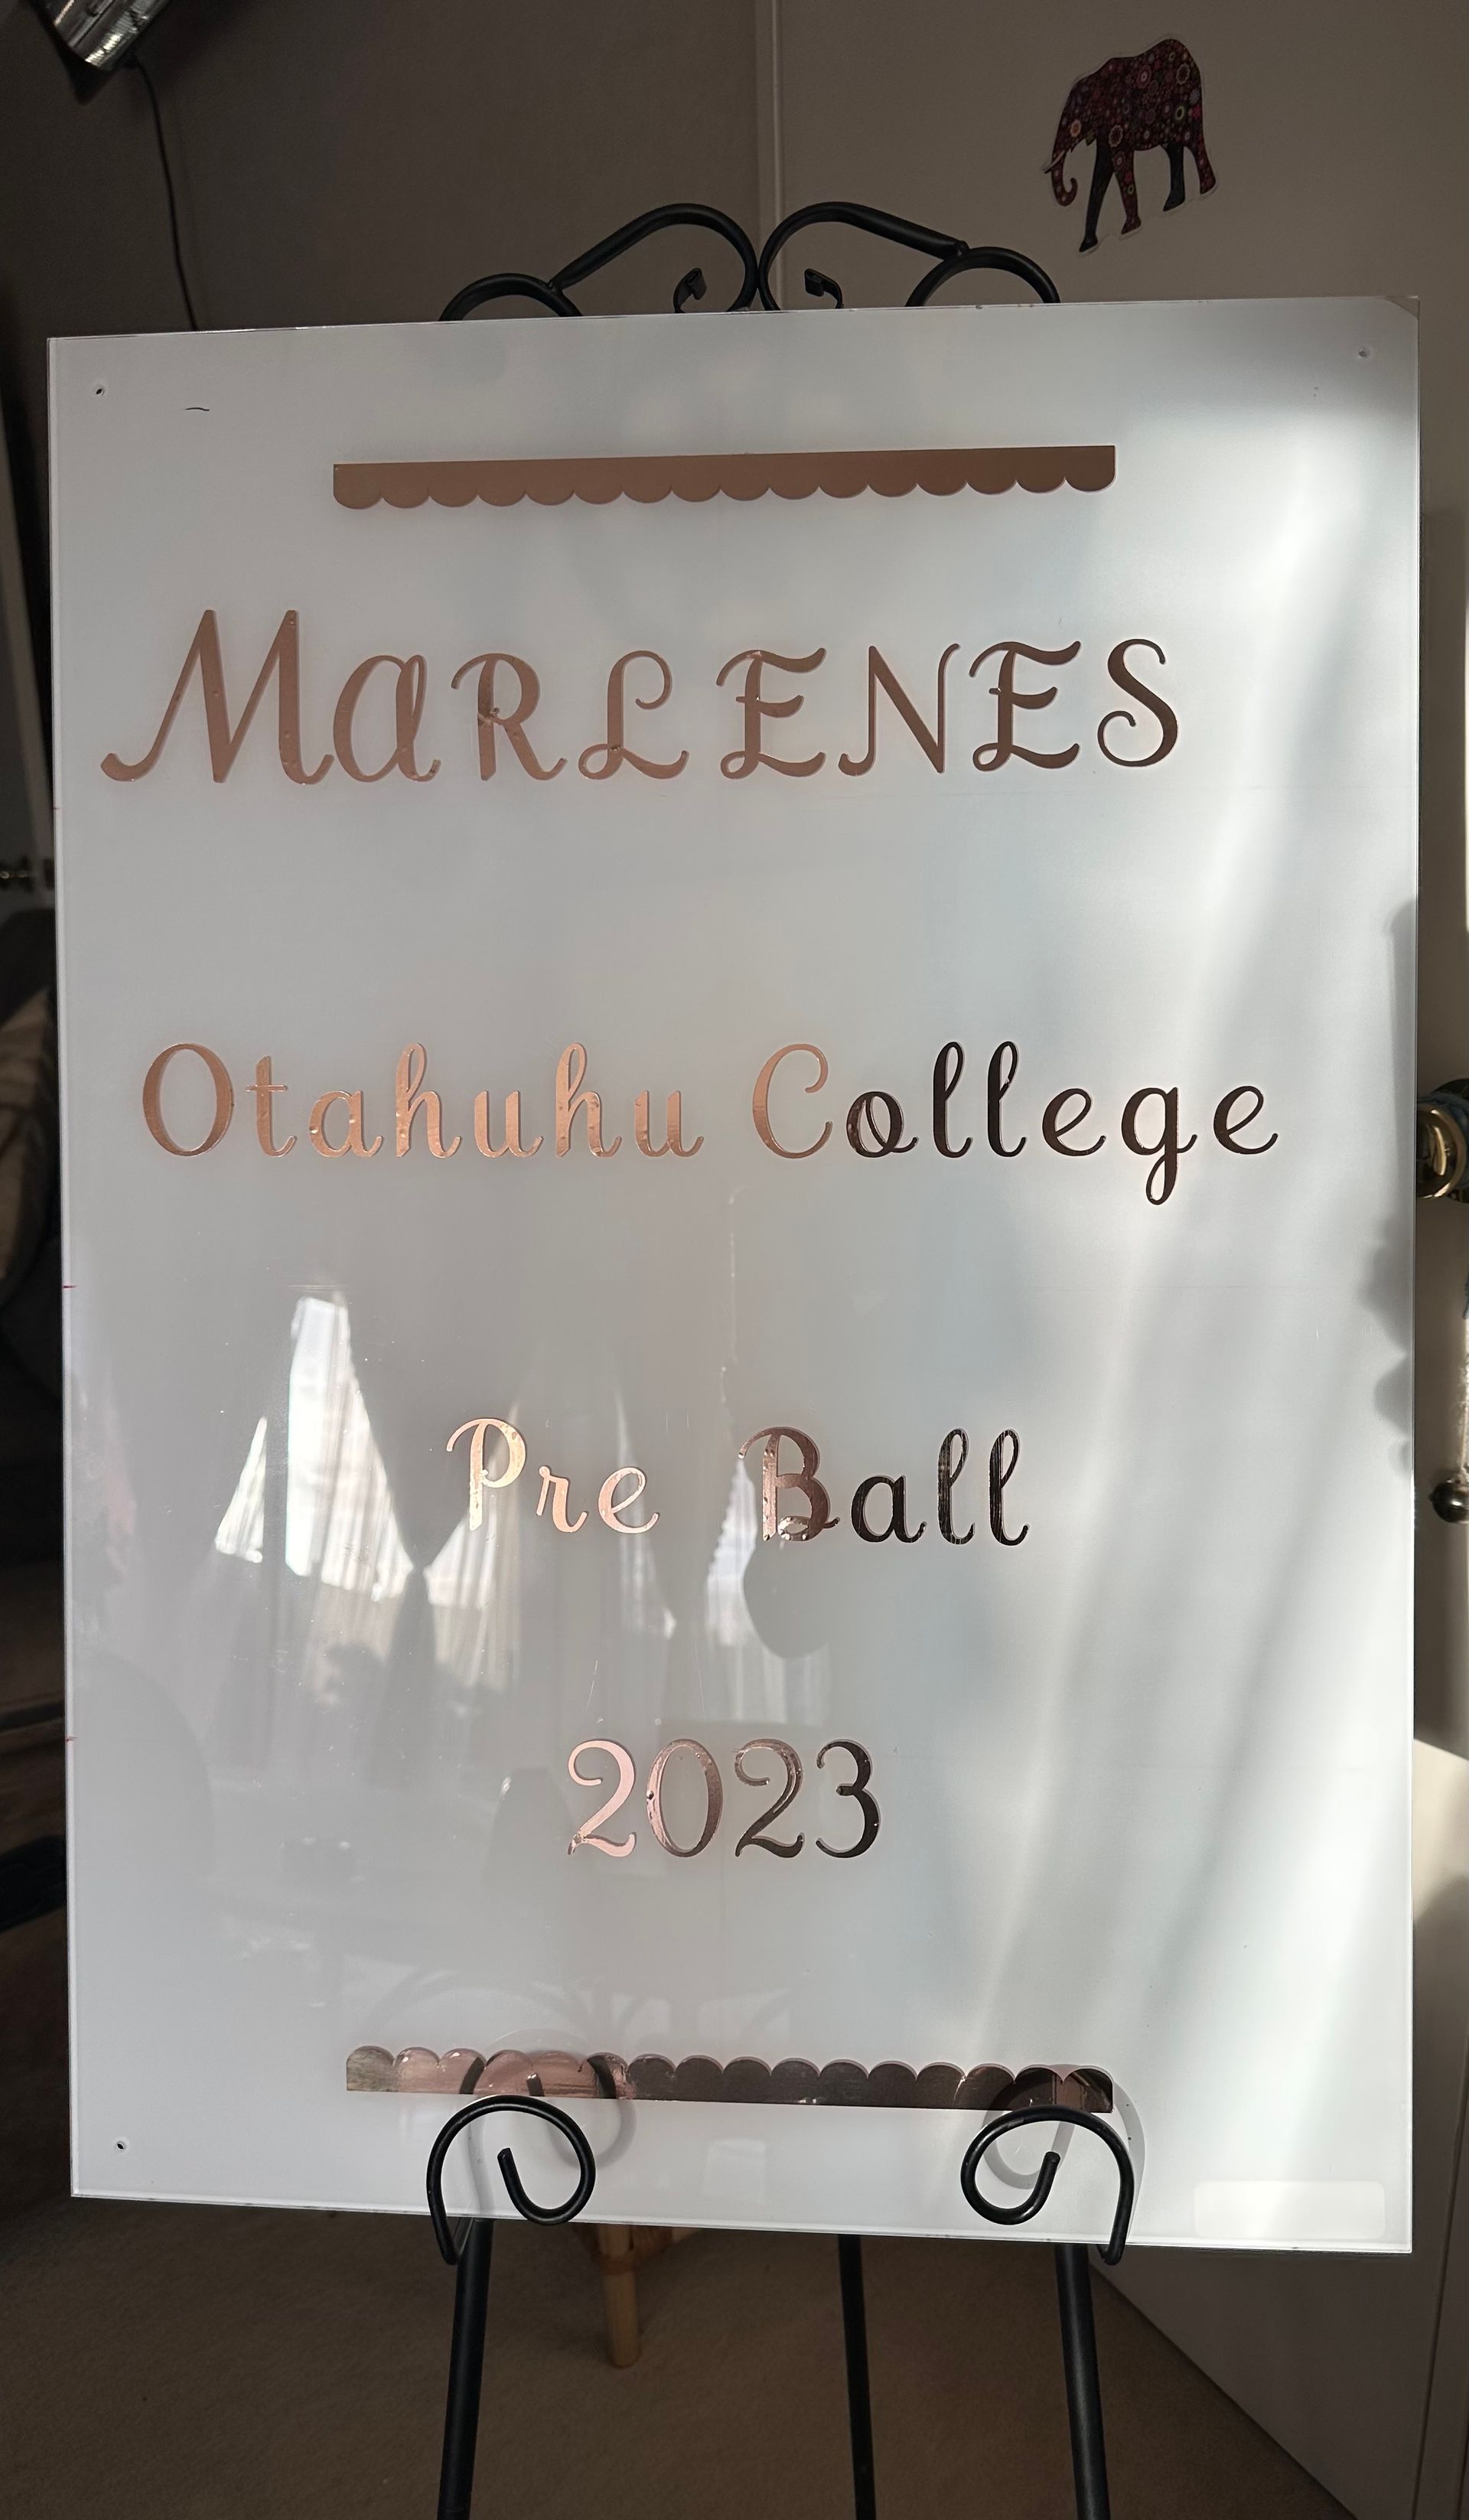 MaRLENES
Otahuhu College
Pre Ball
2023